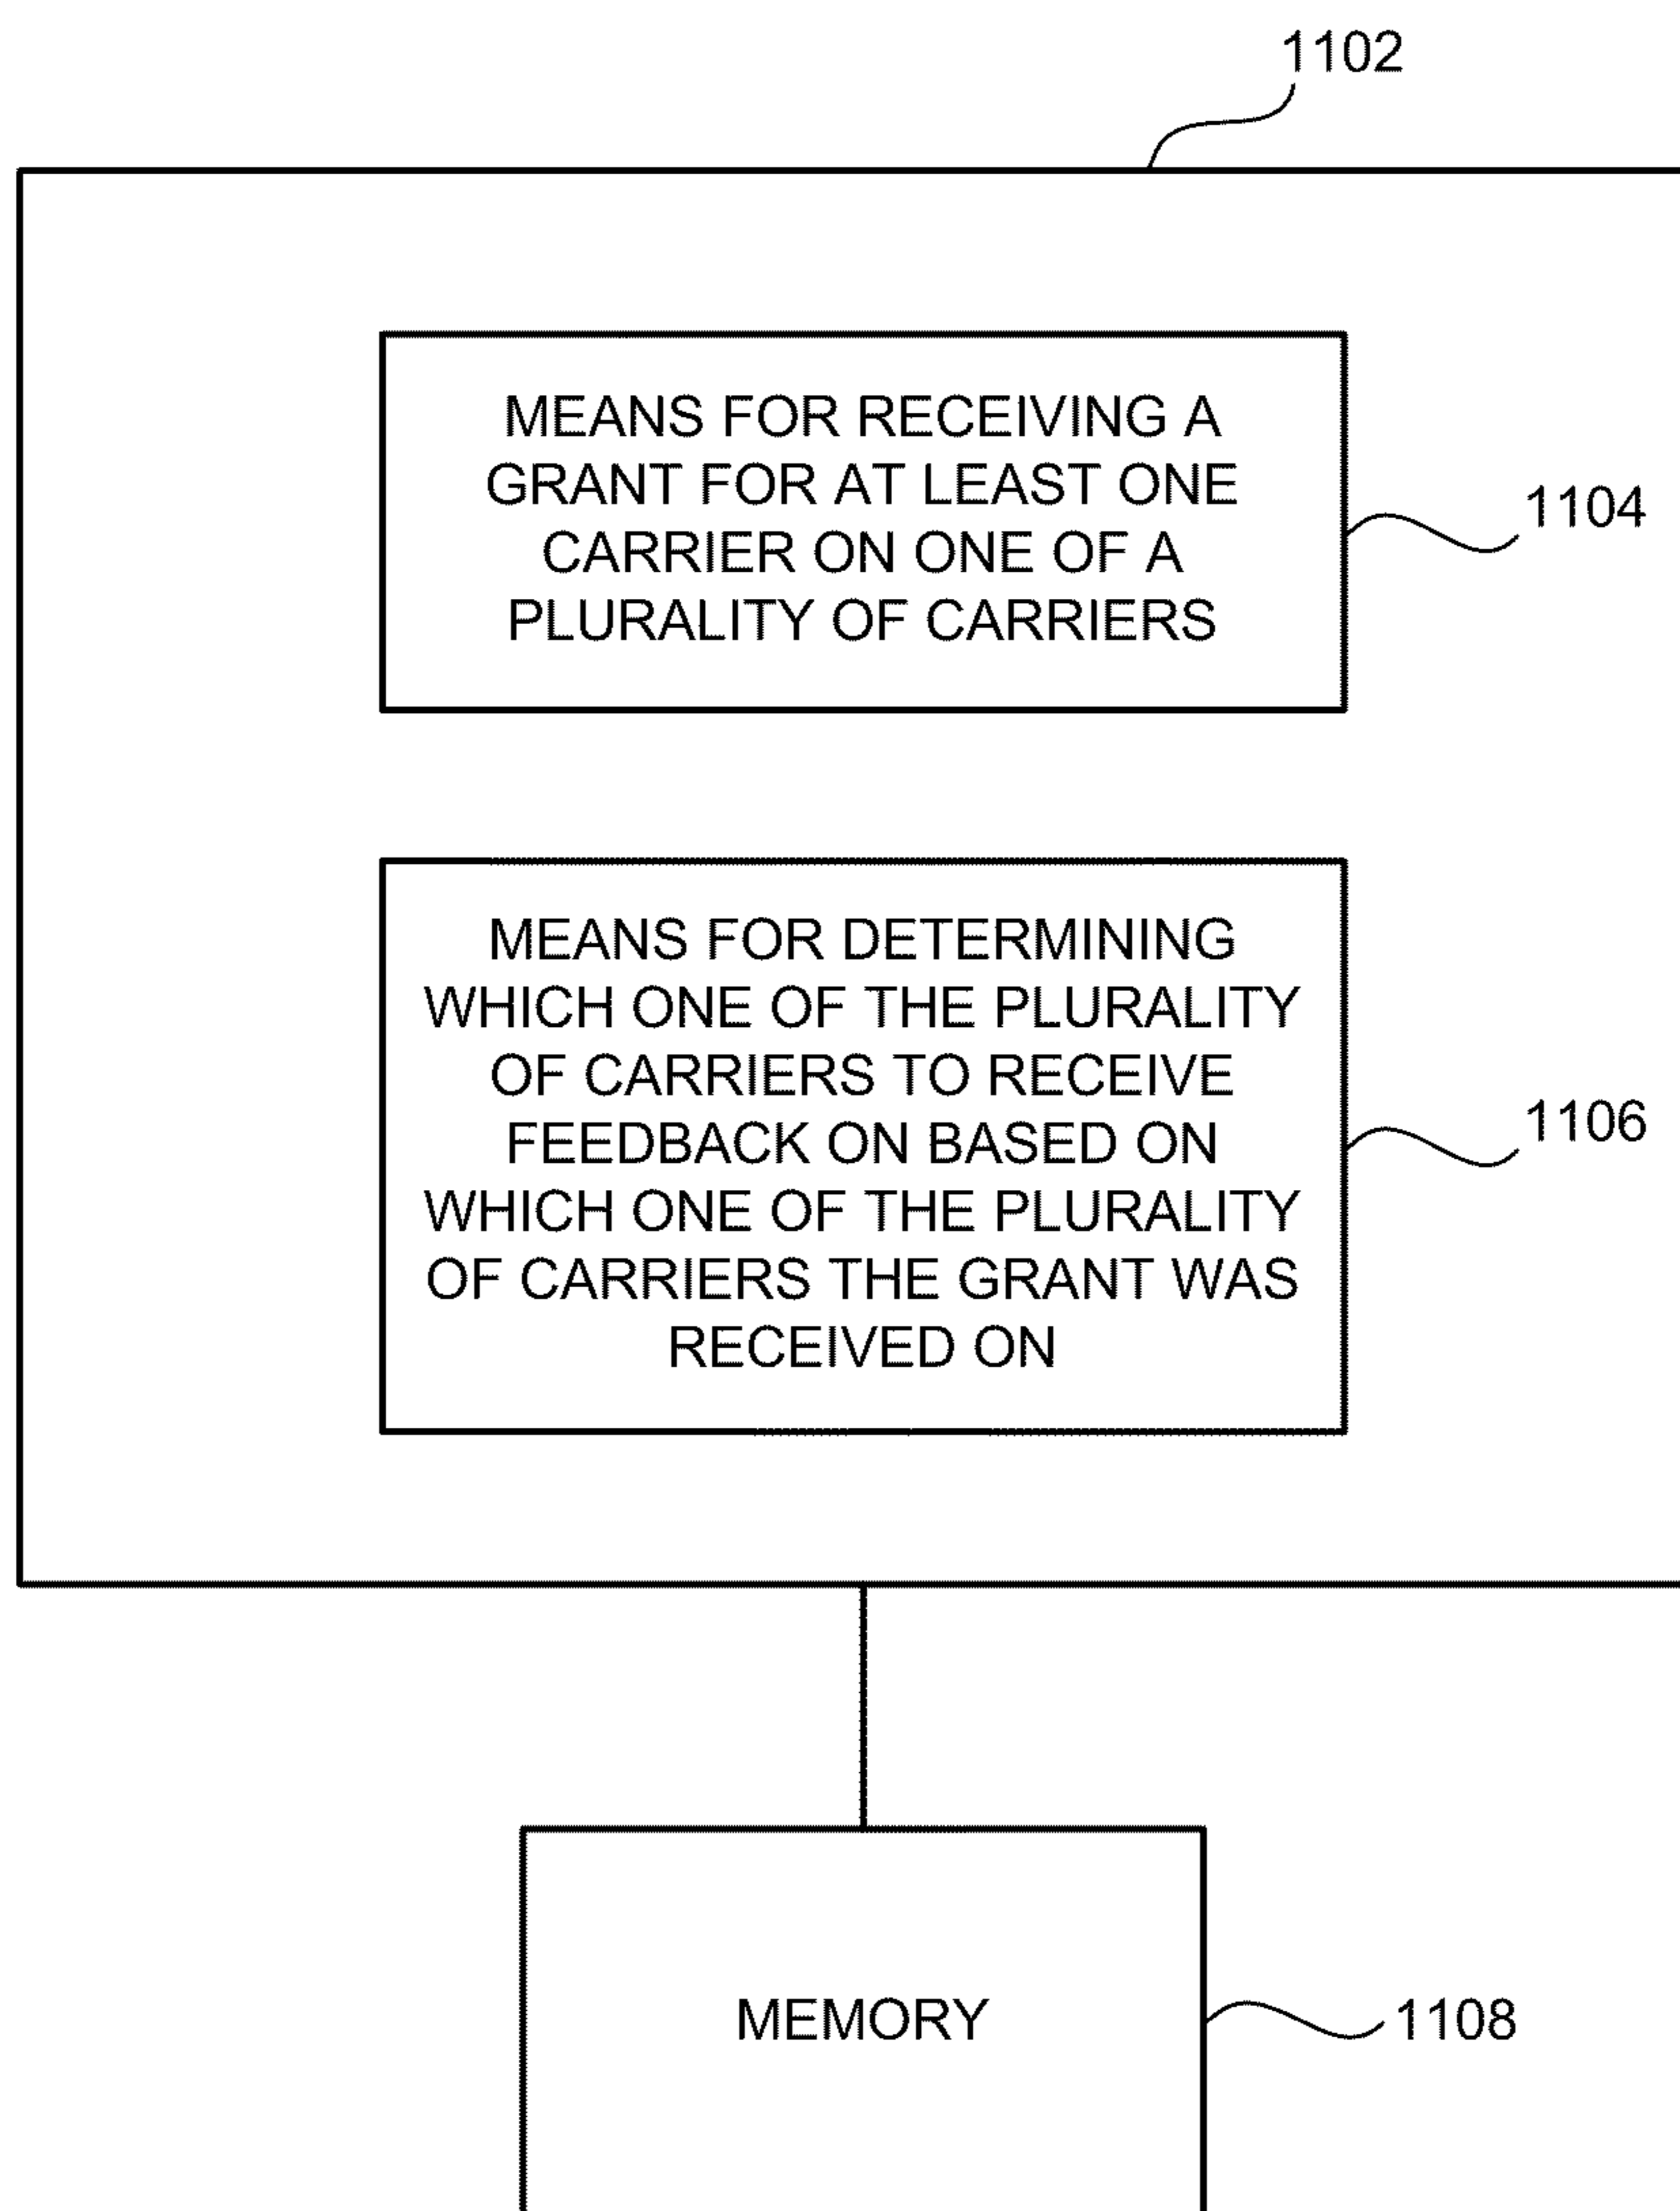 1102
MEANS FOR RECEIVING A
GRANT FOR AT LEAST ONE
CARRIER ON ONE OF A
PLURALITY OF CARRIERS
1104
MEANS FOR DETERMINING
WHICH ONE OF THE PLURALITY
OF CARRIERS TO RECEIVE
FEEDBACK ON BASED ON
WHICH ONE OF THE PLURALITY
OF CARRIERS THE GRANT WAS
RECEIVED ON
1106
MEMORY
1108